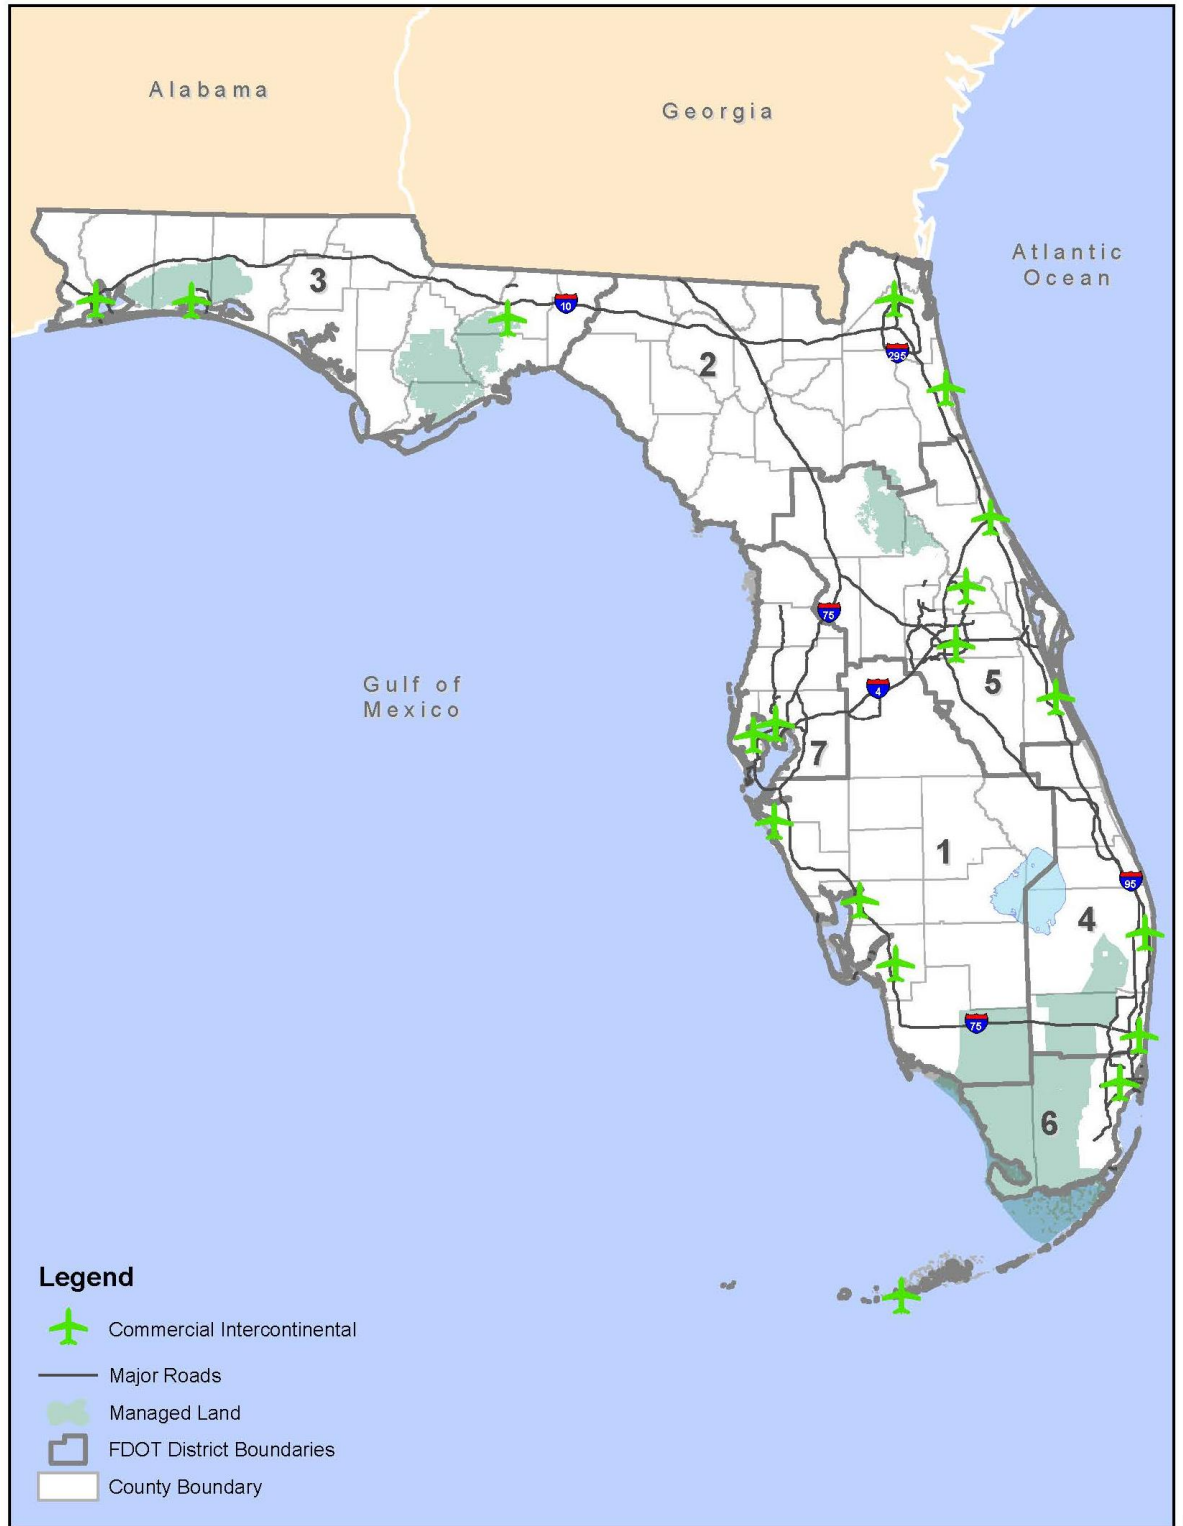 Alabama
Georgia
Atlantic
Ocean
3
10
2
295
75
Gulf of
Mexico
4
5
7
1
95
4
75
6
Legend
Commercial Intercontinental
Major Roads
Managed Land
FDOT District Boundaries
County Boundary